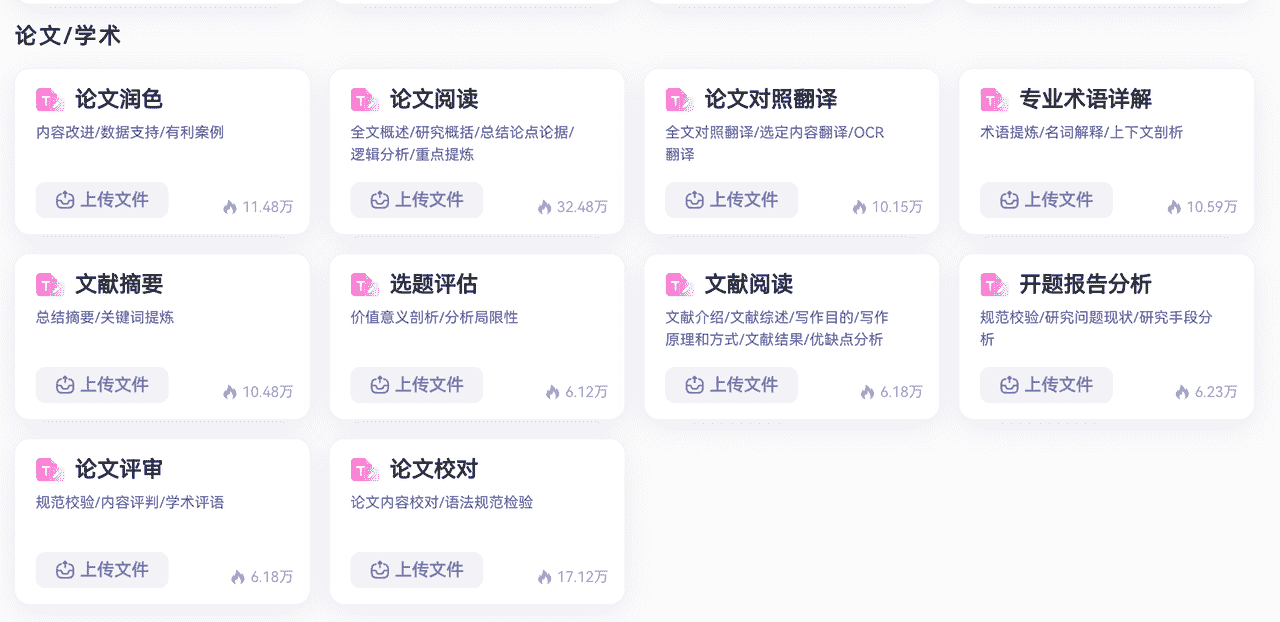 论文/学术
论文润色
内容改进/数据支持/有利案例
上传文件
11.48万
论文阅读
全文概述/研究概括/总结论点论据/
逻辑分析/重点提炼
上传文件
32.48万
论文对照翻译
全文对照翻译/选定内容翻译/OCR
翻译
上传文件
10.15万
专业术语详解
术语提炼/名词解释/上下文剖析
上传文件
10.59万
文献摘要
总结摘要/关键词提炼
上传文件
10.48万
选题评估
价值意义剖析/分析局限性
上传文件
6.12万
文献阅读
文献介绍/文献综述/写作目的/写作
原理和方式/文献结果/优缺点分析
上传文件
6.18万
开题报告分析
规范校验/研究问题现状/研究手段分
析
上传文件
6.23万
论文评审
规范校验/内容评判/学术评语
上传文件
6.18万
论文校对
论文内容校对/语法规范检验
上传文件
17.12万